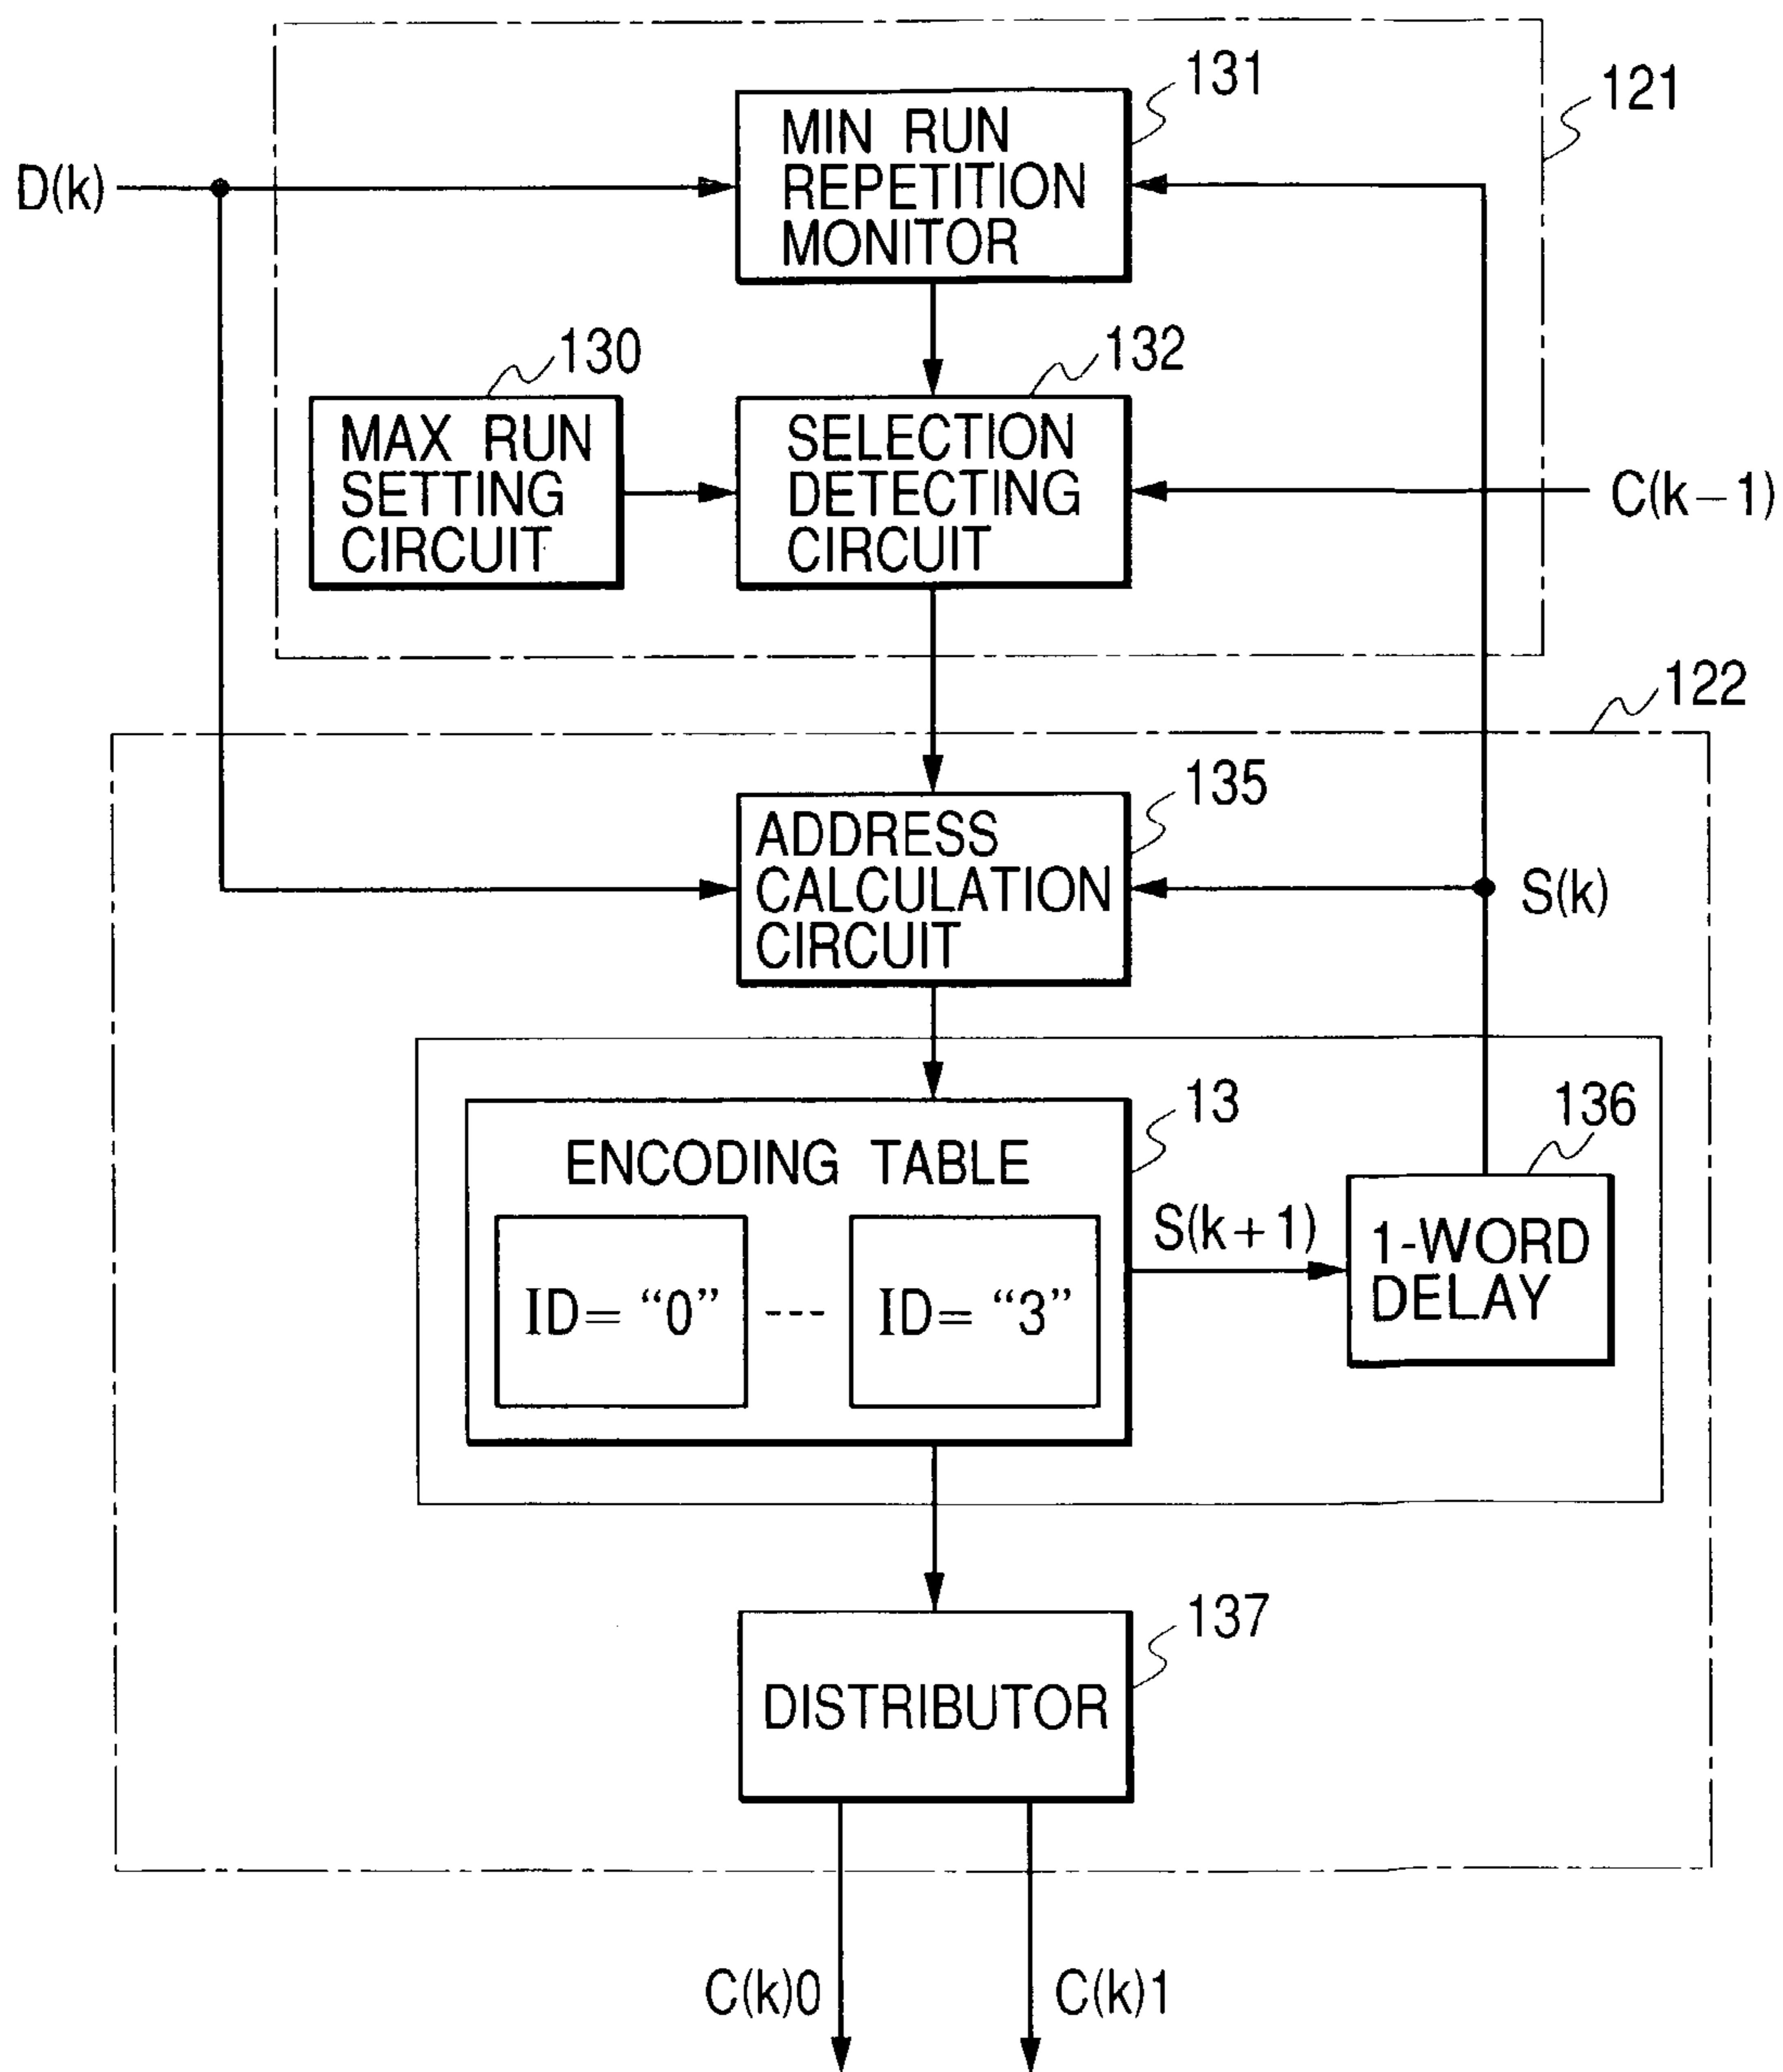 131
121
MIN RUN
REPETITION
MONITOR
D(k)
130
132
MAX RUN
SETTING
CIRCUIT
SELECTION
DETECTING
CIRCUIT
C(k-1)
122
135
ADDRESS
CALCULATION
CIRCUIT
S(k)
13
136
ENCODING TABLE
S(k+1)
1-WORD
DELAY
ID= “0” --- ID= “3”
137
DISTRIBUTOR
C(k)0
C(k)1